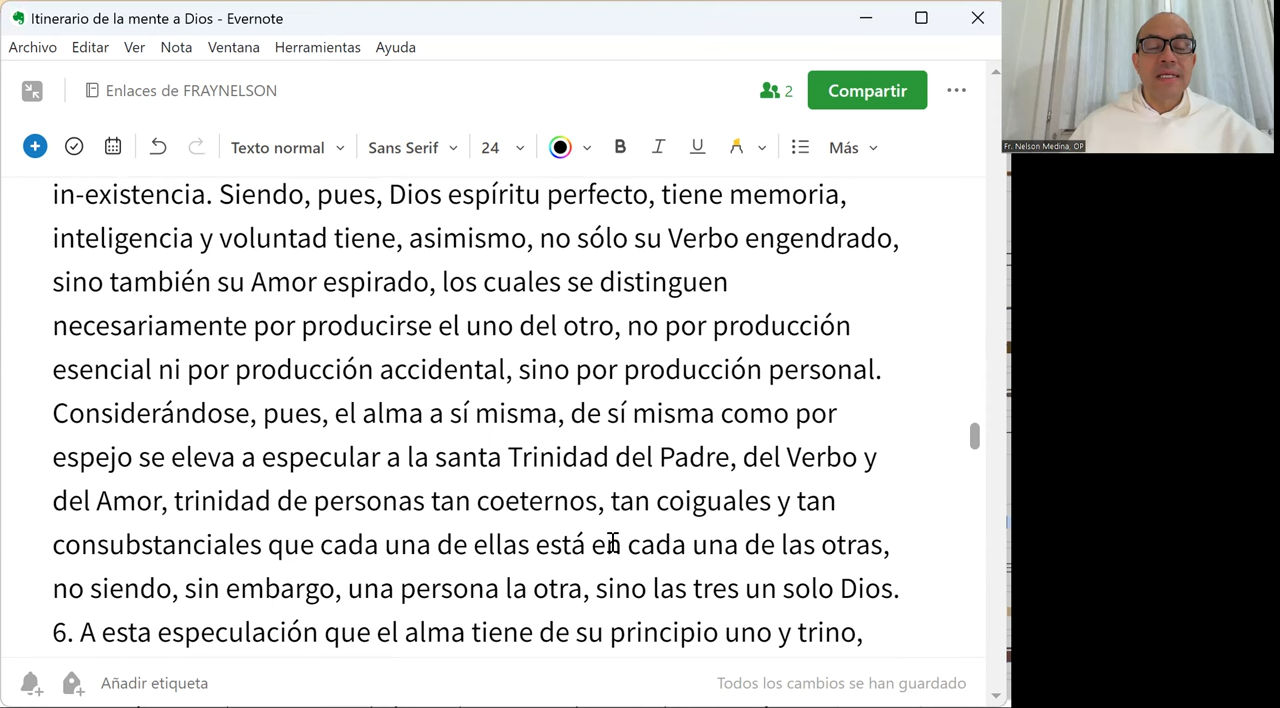 Itinerario de la mente a Dios - Evernote
Archivo Editar Ver Nota Ventana Herramientas Ayuda
Enlaces de FRAYNELSON
2 Compartir
Texto normal Sans Serif 24 B I U A Más
in-existencia. Siendo, pues, Dios espíritu perfecto, tiene memoria,
inteligencia y voluntad tiene, asimismo, no sólo su Verbo engendrado,
sino también su Amor espirado, los cuales se distinguen
necesariamente por producirse el uno del otro, no por producción
esencial ni por producción accidental, sino por producción personal.
Considerándose, pues, el alma a sí misma, de sí misma como por
espejo se eleva a especular a la santa Trinidad del Padre, del Verbo y
del Amor, trinidad de personas tan coeternos, tan coiguales y tan
consubstanciales que cada una de ellas está en cada una de las otras,
no siendo, sin embargo, una persona la otra, sino las tres un solo Dios.
6. A esta especulación que el alma tiene de su principio uno y trino,
Añadir etiqueta
Todos los cambios se han guardado
Fr. Nelson Medina, OP